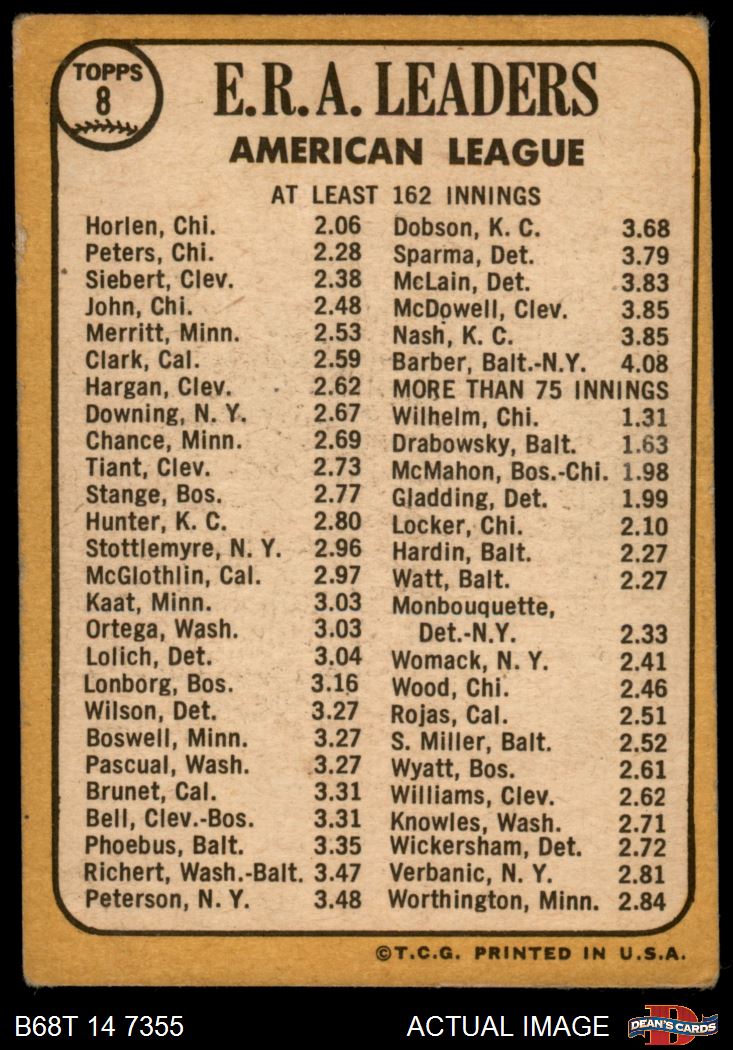 TOPPS
8
E.R.A. LEADERS
AMERICAN LEAGUE
AT LEAST 162 INNINGS
Horlen, Chi. 2.06
Peters, Chi. 2.28
Siebert, Clev. 2.38
John, Chi. 2.48
Merritt, Minn. 2.53
Clark, Cal. 2.59
Hargan, Clev. 2.62
Downing, N. Y. 2.67
Chance, Minn. 2.69
Tiant, Clev. 2.73
Stange, Bos. 2.77
Hunter, K. C. 2.80
Stottlemyre, N. Y. 2.96
McGlothlin, Cal. 2.97
Kaat, Minn. 3.03
Ortega, Wash. 3.03
Lolich, Det. 3.04
Lonborg, Bos. 3.16
Wilson, Det. 3.27
Boswell, Minn. 3.27
Pascual, Wash. 3.27
Brunet, Cal. 3.31
Bell, Clev.-Bos. 3.31
Phoebus, Balt. 3.35
Richert, Wash.-Balt. 3.47
Peterson, N. Y. 3.48
Dobson, K. C. 3.68
Sparma, Det. 3.79
McLain, Det. 3.83
McDowell, Clev. 3.85
Nash, K. C. 3.85
Barber, Balt.-N.Y. 4.08
MORE THAN 75 INNINGS
Wilhelm, Chi. 1.31
Drabowsky, Balt. 1.63
McMahon, Bos.-Chi. 1.98
Gladding, Det. 1.99
Locker, Chi. 2.10
Hardin, Balt. 2.27
Watt, Balt. 2.27
Monbouquette,
Det.-N.Y. 2.33
Womack, N. Y. 2.41
Wood, Chi. 2.46
Rojas, Cal. 2.51
S. Miller, Balt. 2.52
Wyatt, Bos. 2.61
Williams, Clev. 2.62
Knowles, Wash. 2.71
Wickersham, Det. 2.72
Verbanic, N. Y. 2.81
Worthington, Minn. 2.84
©T.C.G. PRINTED IN U.S.A.
B68T 14 7355
ACTUAL IMAGE
D
DEAN'S CARDS